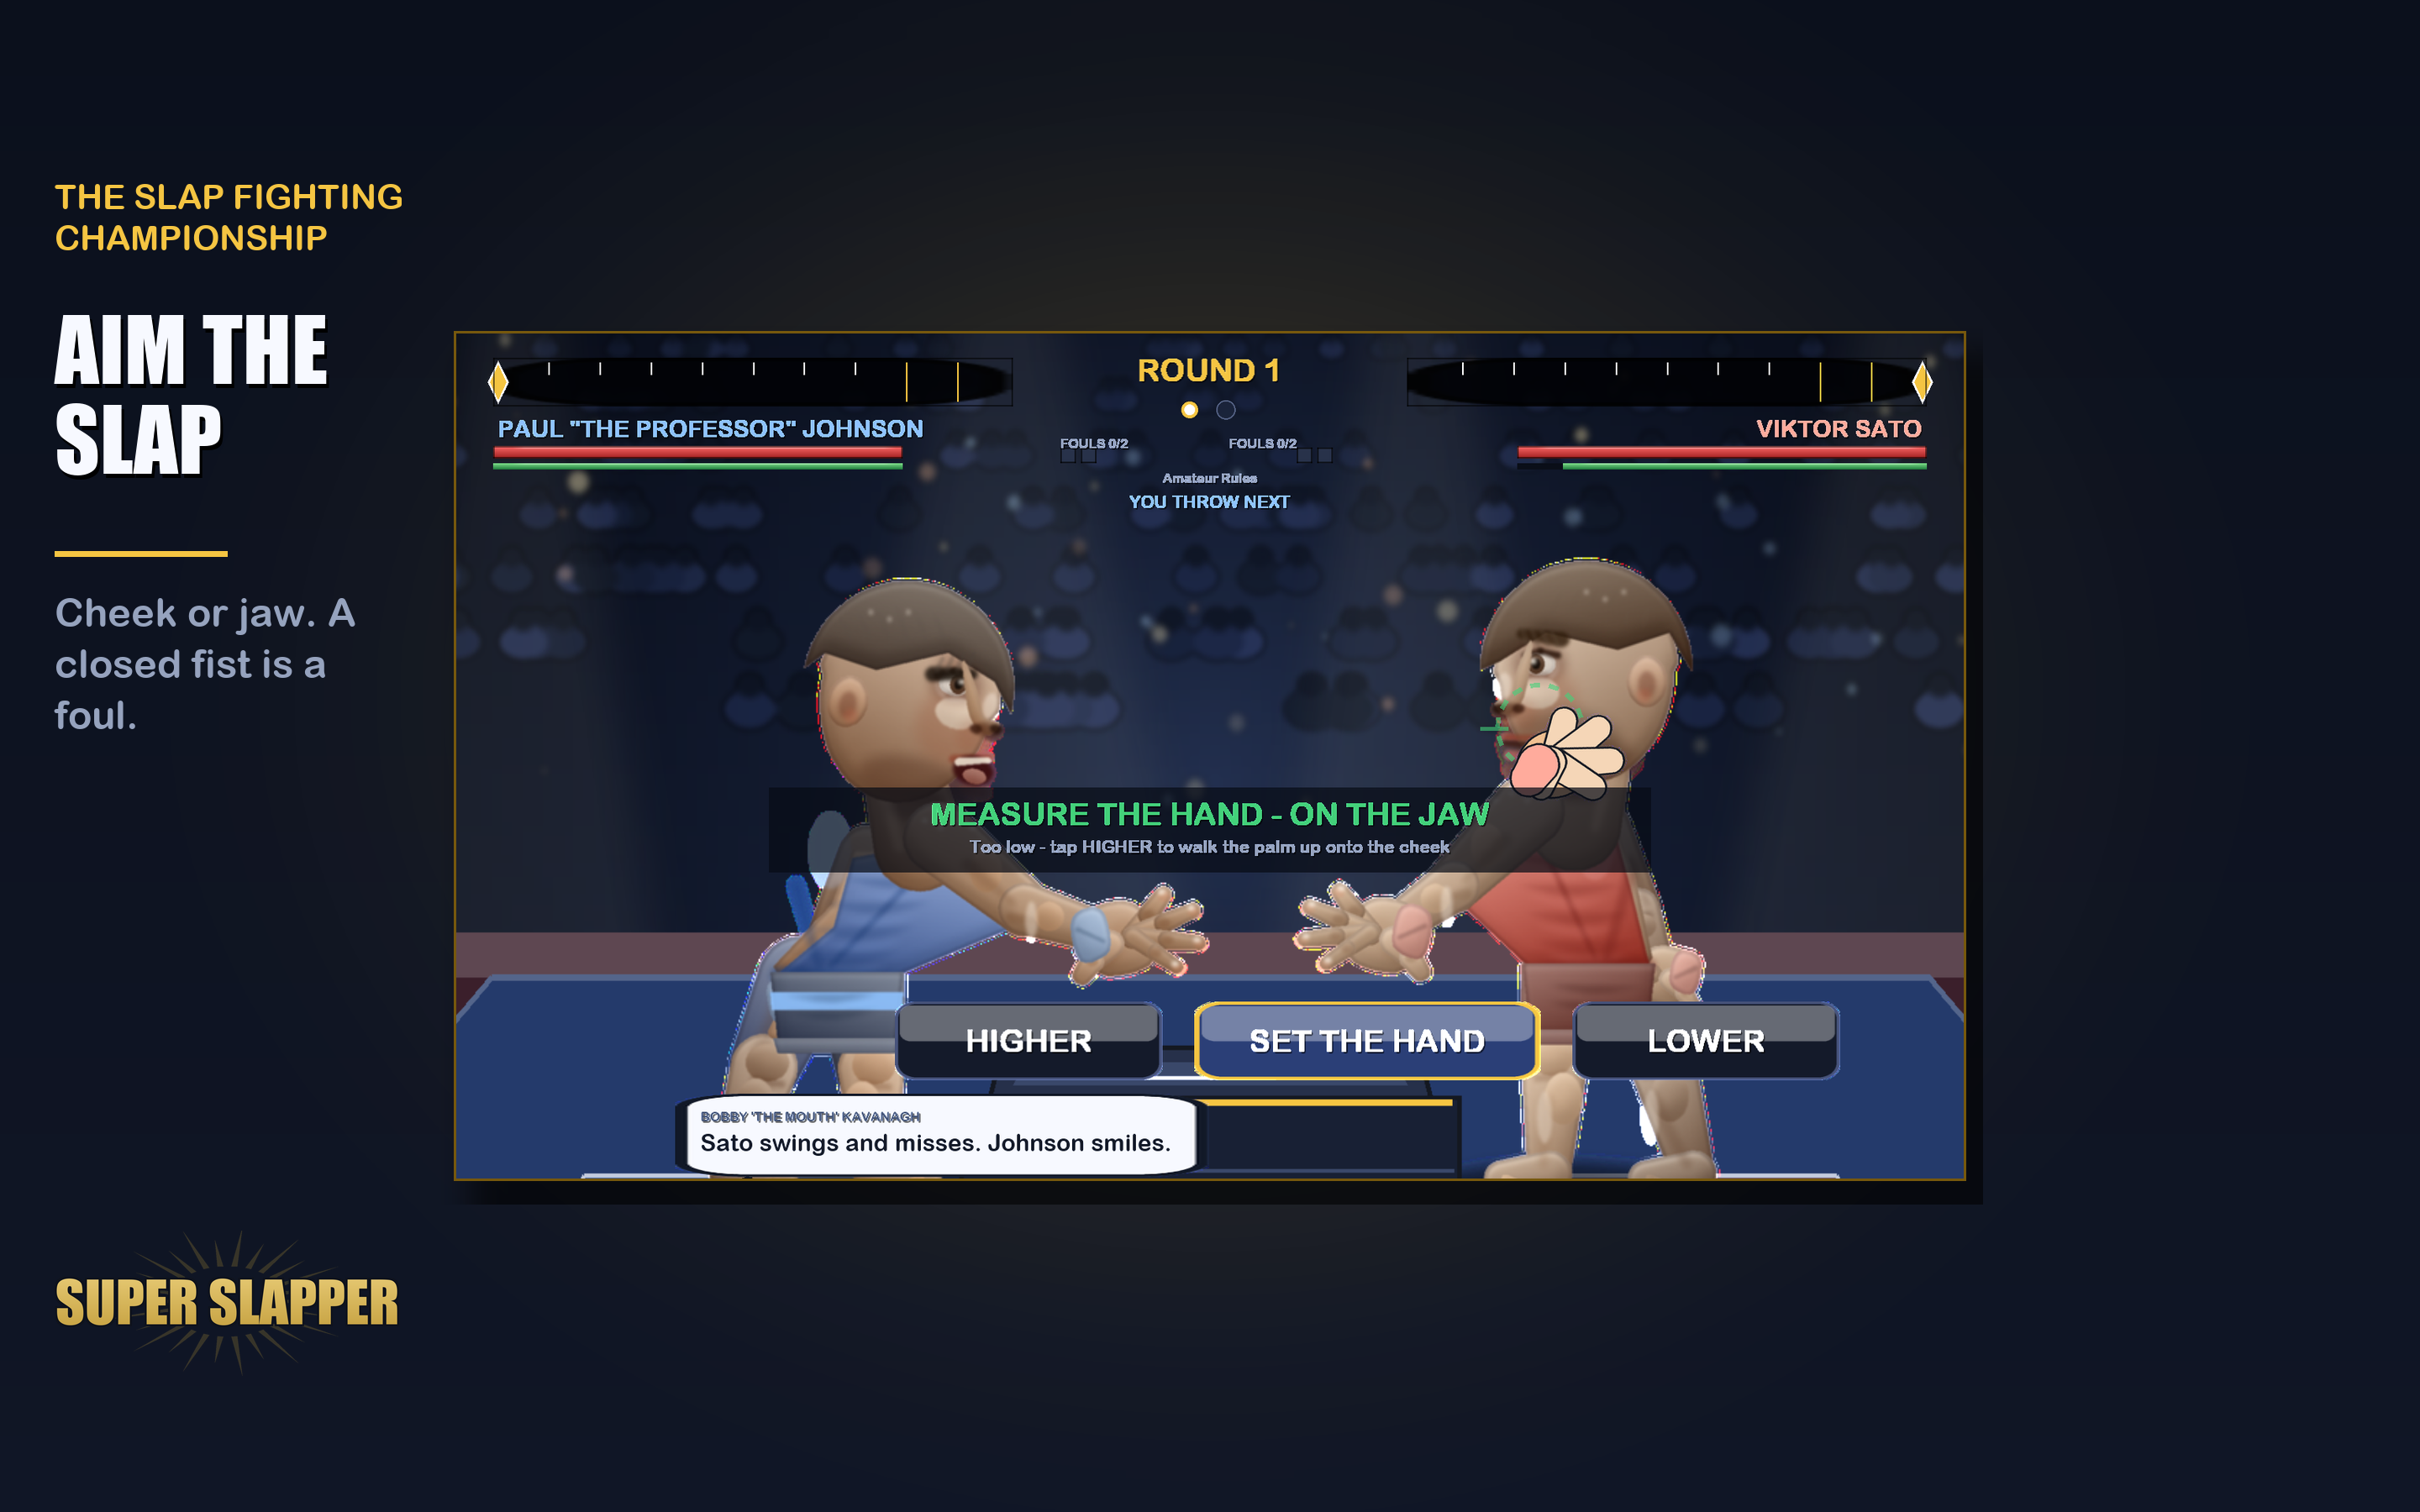 THE SLAP FIGHTING
CHAMPIONSHIP
AIM THE
SLAP
Cheek or jaw. A
closed fist is a
foul.
SUPER SLAPPER
ROUND 1
PAUL "THE PROFESSOR" JOHNSON
VIKTOR SATO
FOULS 0/2
FOULS 0/2
Amateur Rules
YOU THROW NEXT
MEASURE THE HAND - ON THE JAW
Too low - tap HIGHER to walk the palm up onto the cheek
HIGHER
SET THE HAND
LOWER
BOBBY 'THE MOUTH' KAVANAGH
Sato swings and misses. Johnson smiles.